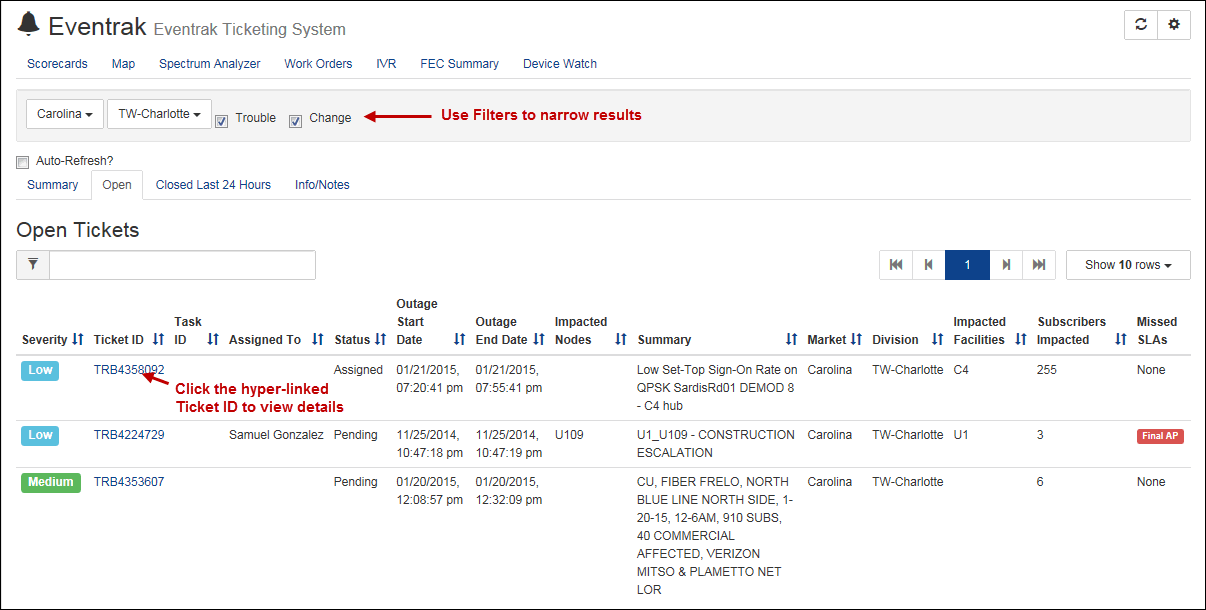 Eventrak Eventrak Ticketing System
Scorecards Map Spectrum Analyzer Work Orders IVR FEC Summary Device Watch
Carolina TW-Charlotte Trouble Change Use Filters to narrow results
Auto-Refresh?
Summary Open Closed Last 24 Hours Info/Notes
Open Tickets
1 Show 10 rows
Severity Ticket ID Task ID Assigned To Status Outage Start Date Outage End Date Impacted Nodes Summary Market Division Impacted Facilities Subscribers Impacted Missed SLAs
Low TRB4358092 Assigned 01/21/2015, 01/21/2015, Low Set-Top Sign-On Rate on Carolina TW-Charlotte C4 255 None
07:20:41 pm 07:55:41 pm QPSK SardisRd01 DEMOD 8
- C4 hub
Click the hyper-linked
Ticket ID to view details
Low TRB4224729 Samuel Gonzalez Pending 11/25/2014, 11/25/2014, U109 U1_U109 - CONSTRUCTION Carolina TW-Charlotte U1 3 Final AP
10:47:18 pm 10:47:19 pm ESCALATION
Medium TRB4353607 Pending 01/20/2015, 01/20/2015, CU, FIBER FRELO, NORTH Carolina TW-Charlotte 6 None
12:08:57 pm 12:32:09 pm BLUE LINE NORTH SIDE, 1-
20-15, 12-6AM, 910 SUBS,
40 COMMERCIAL
AFFECTED, VERIZON
MITSO & PLAMETTO NET
LOR